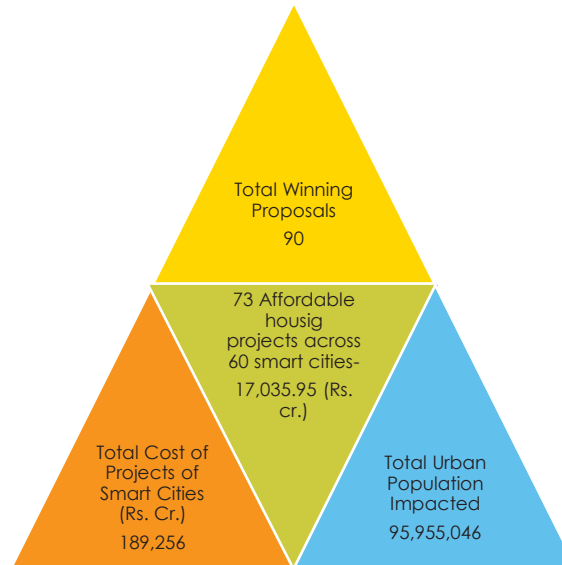 Total Winning
Proposals
90
73 Affordable
housig
projects across
60 smart cities-
17,035.95 (Rs.
cr.)
Total Cost of
Projects of
Smart Cities
(Rs. Cr.)
189,256
Total Urban
Population
Impacted
95,955,046